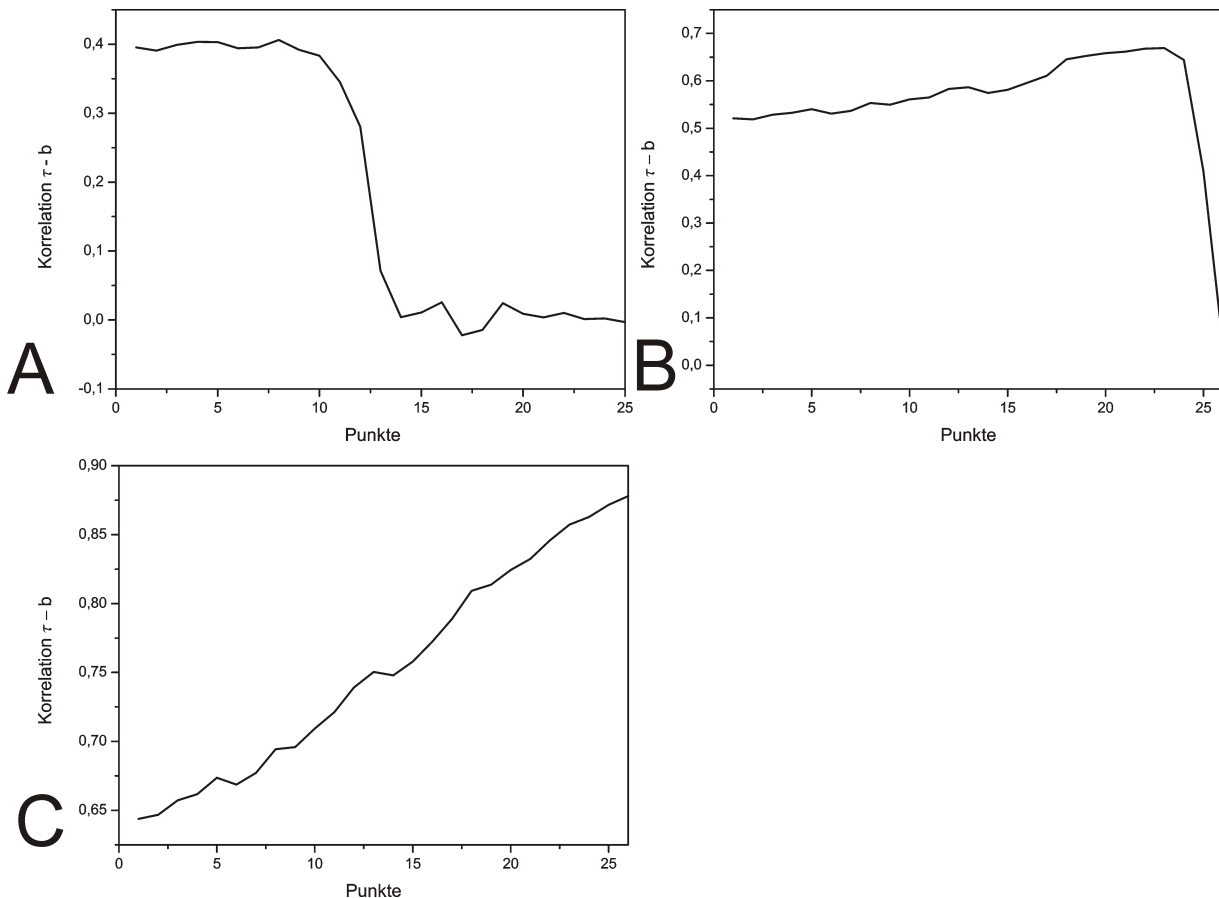 A
Korrelation τ - b
0,4
0,3
0,2
0,1
0,0
-0,1
0 5 10 15 20 25
Punkte
B
Korrelation τ – b
0,7
0,6
0,5
0,4
0,3
0,2
0,1
0,0
0 5 10 15 20 25
Punkte
C
Korrelation τ – b
0,90
0,85
0,80
0,75
0,70
0,65
0 5 10 15 20 25
Punkte